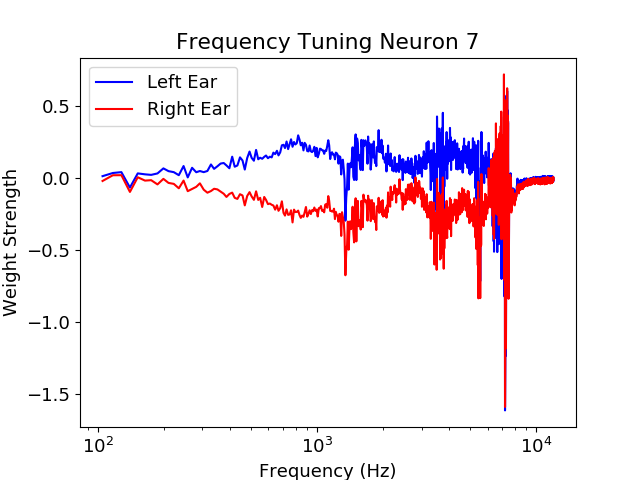 Frequency Tuning Neuron 7
Left Ear
Right Ear
Weight Strength
0.5
0.0
−0.5
−1.0
−1.5
10²
10³
10⁴
Frequency (Hz)